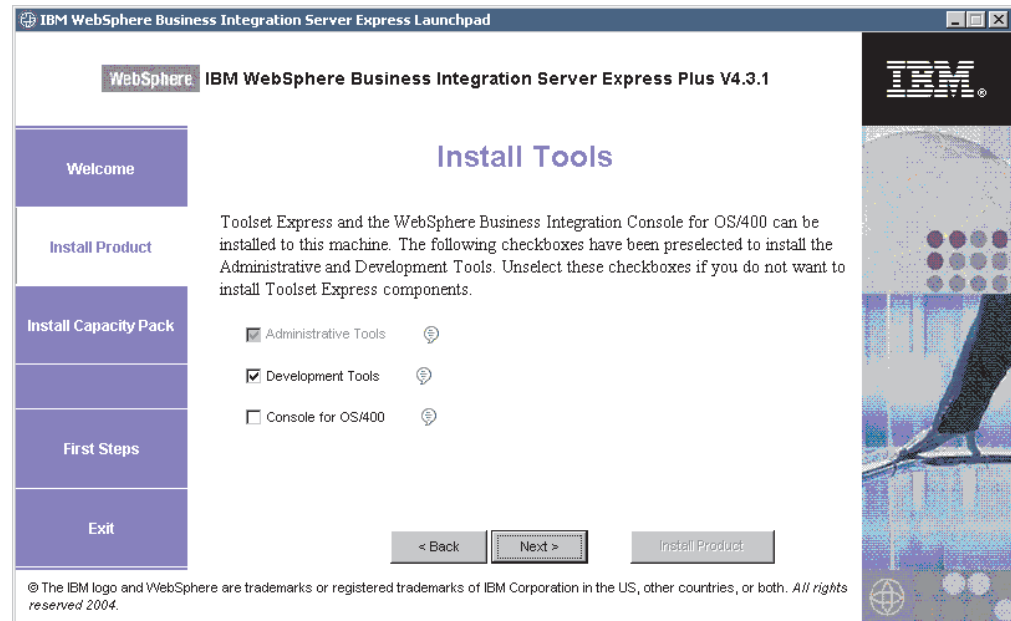 IBM WebSphere Business Integration Server Express Launchpad
WebSphere IBM WebSphere Business Integration Server Express Plus V4.3.1
IBM®
Welcome
Install Product
Install Capacity Pack
First Steps
Exit
Install Tools
Toolset Express and the WebSphere Business Integration Console for OS/400 can be
installed to this machine. The following checkboxes have been preselected to install the
Administrative and Development Tools. Unselect these checkboxes if you do not want to
install Toolset Express components.
Administrative Tools
Development Tools
Console for OS/400
< Back
Next >
Install Product
© The IBM logo and WebSphere are trademarks or registered trademarks of IBM Corporation in the US, other countries, or both. All rights
reserved 2004.